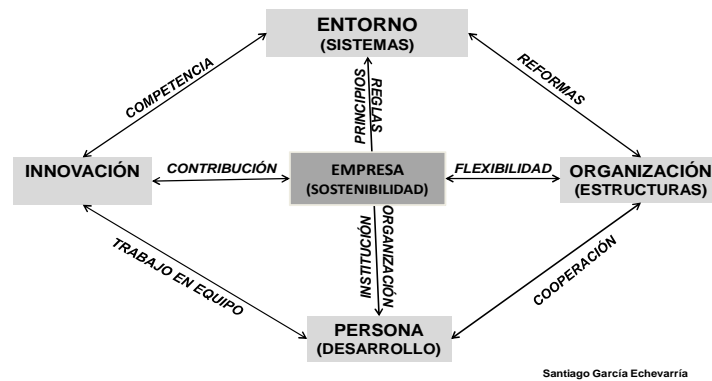 ENTORNO
(SISTEMAS)
COMPETENCIA
PRINCIPIOS
REGLAS
REFORMAS
INNOVACIÓN
CONTRIBUCIÓN
EMPRESA
(SOSTENIBILIDAD)
FLEXIBILIDAD
ORGANIZACIÓN
(ESTRUCTURAS)
TRABAJO EN EQUIPO
INSTITUCIÓN
ORGANIZACIÓN
COOPERACIÓN
PERSONA
(DESARROLLO)
Santiago García Echevarría